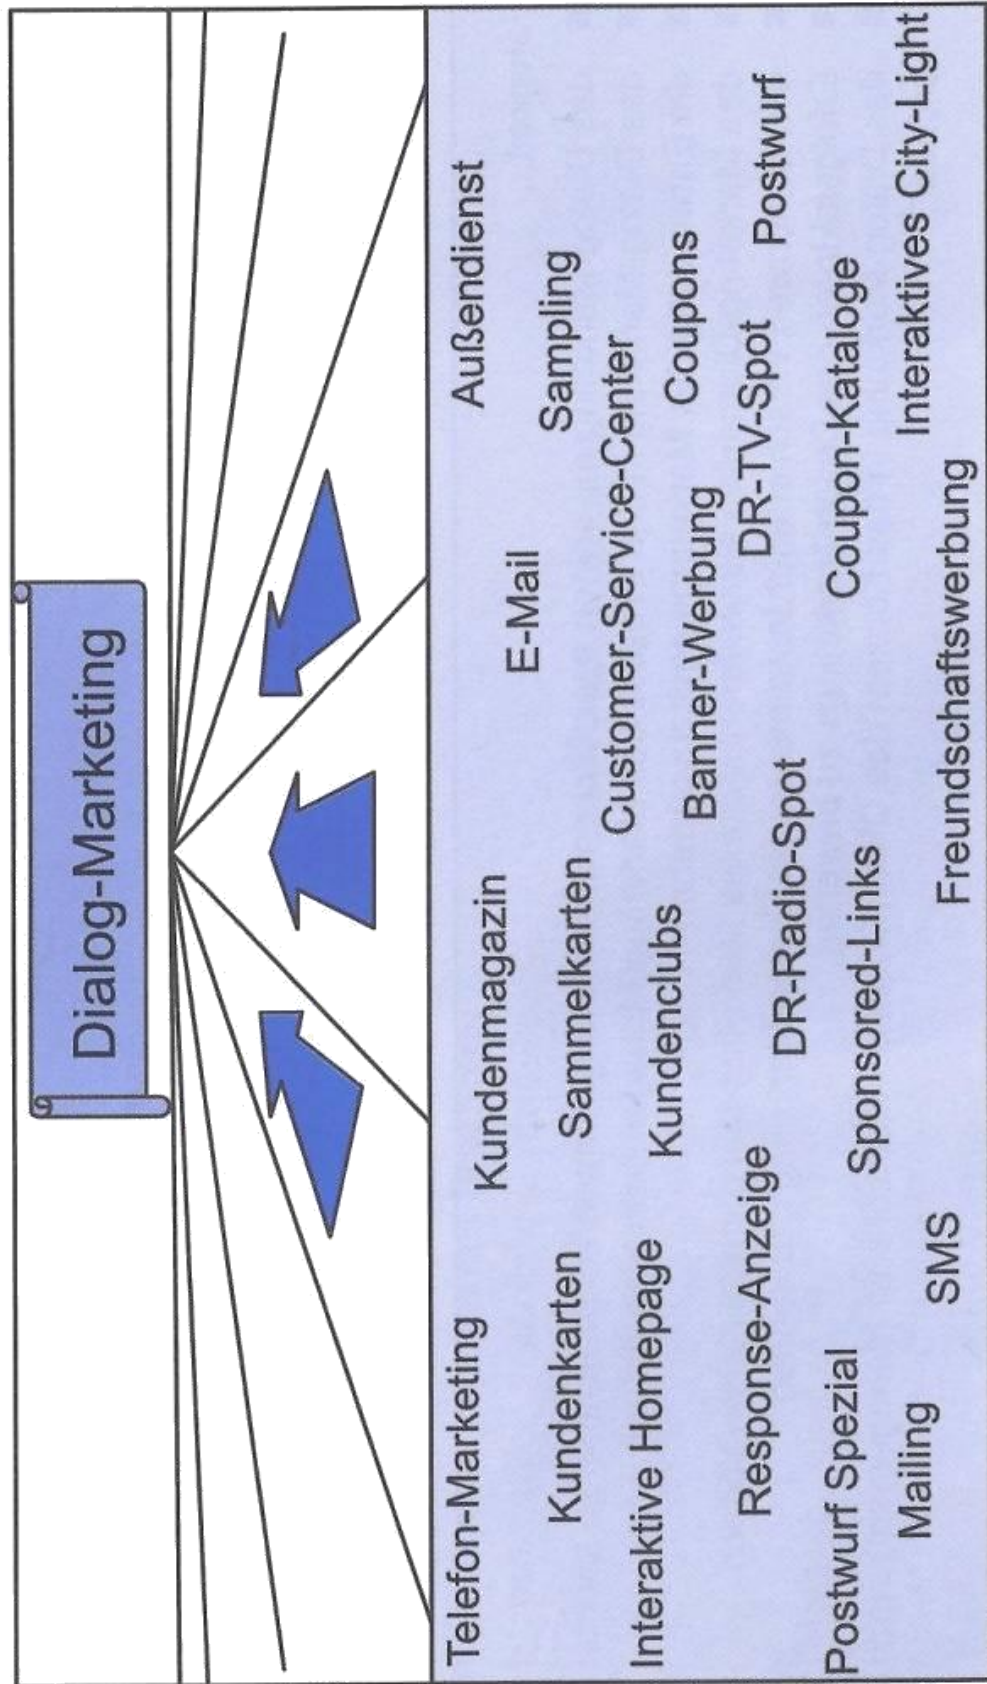 Dialog-Marketing
Telefon-Marketing
Kundenmagazin
Außendienst
E-Mail
Kundenkarten
Sammelkarten
Sampling
Customer-Service-Center
Interaktive Homepage
Kundenclubs
Banner-Werbung
Coupons
Response-Anzeige
DR-Radio-Spot
DR-TV-Spot
Postwurf
Postwurf Spezial
Sponsored-Links
Coupon-Kataloge
Mailing
SMS
Freundschaftswerbung
Interaktives City-Light